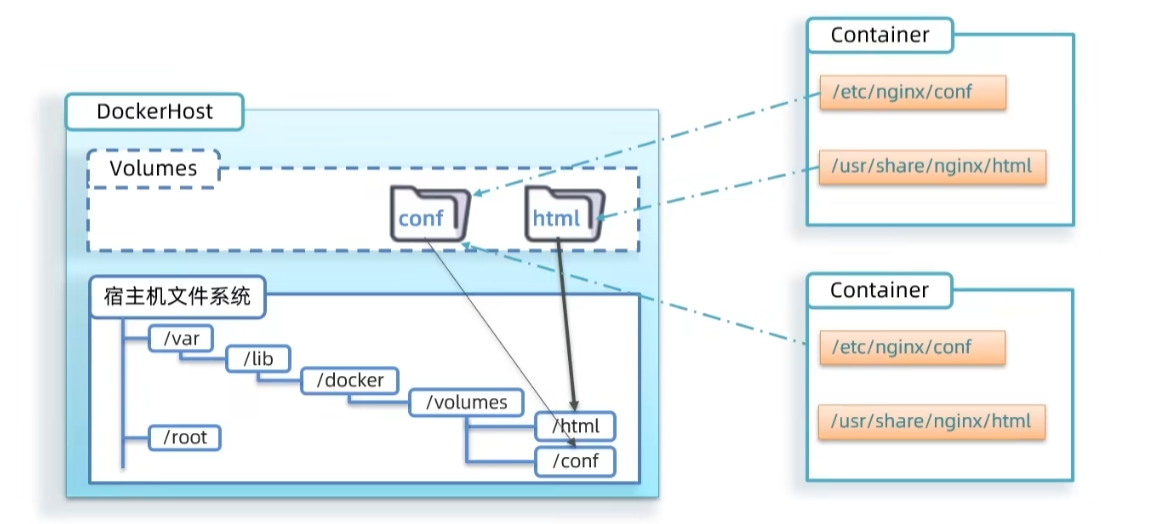 DockerHost
Volumes
conf
html
宿主机文件系统
/var
/lib
/docker
/volumes
/html
/root
/conf
Container
/etc/nginx/conf
/usr/share/nginx/html
Container
/etc/nginx/conf
/usr/share/nginx/html